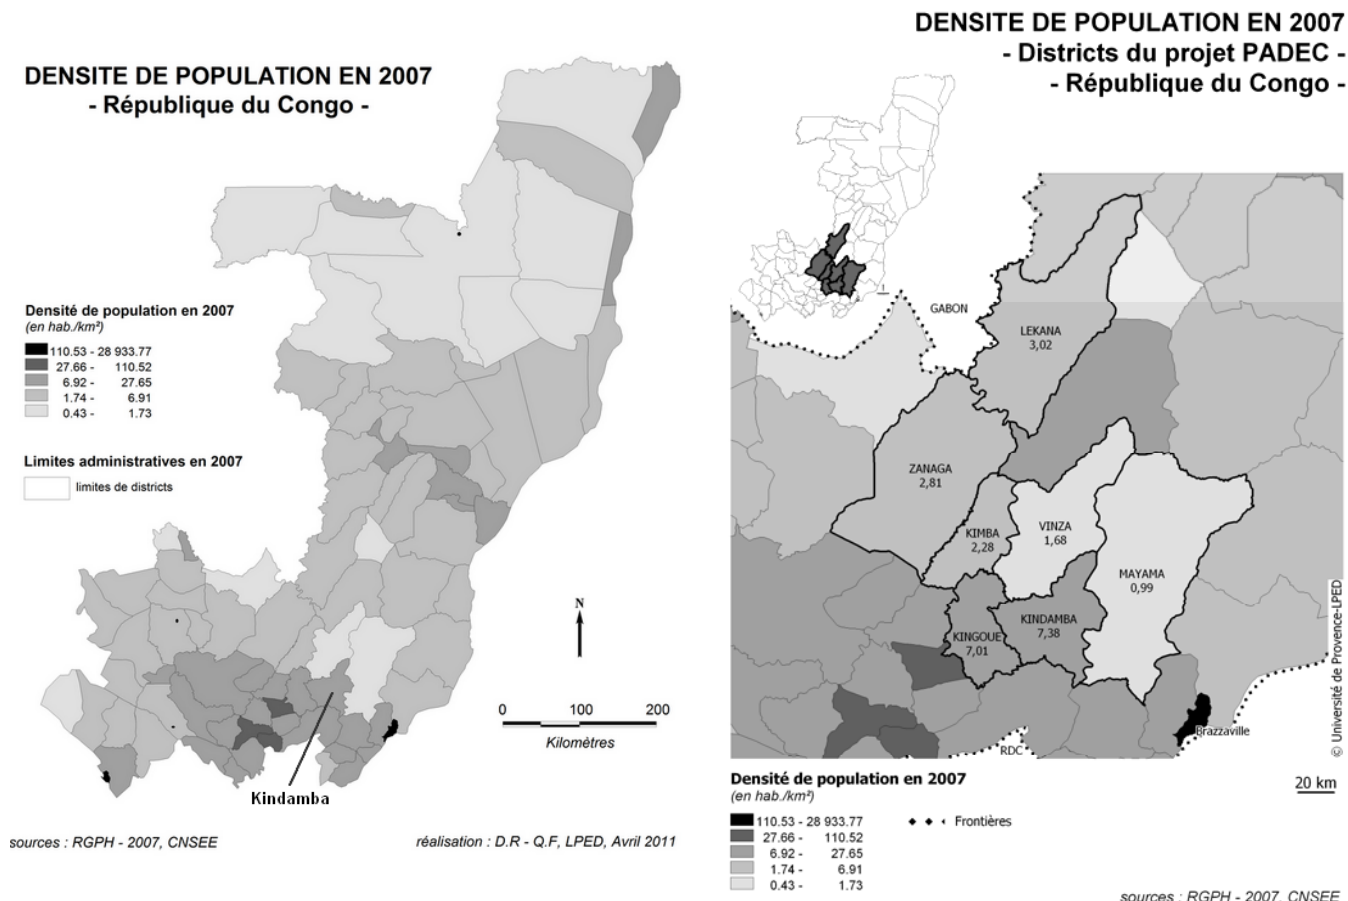 DENSITE DE POPULATION EN 2007
- République du Congo -
Densité de population en 2007
(en hab./km²)
110.53 - 28 933.77
27.66 - 110.52
6.92 - 27.65
1.74 - 6.91
0.43 - 1.73
Limites administratives en 2007
limites de districts
N
0 100 200
Kilomètres
Kindamba
sources : RGPH - 2007, CNSEE
réalisation : D.R - Q.F, LPED, Avril 2011
DENSITE DE POPULATION EN 2007
- Districts du projet PADEC -
- République du Congo -
GABON
LEKANA
3,02
ZANAGA
2,81
KIMBA
2,28
VINZA
1,68
MAYAMA
0,99
KINDAMBA
7,38
KINGOUE
7,01
Brazzaville
RDC
© Université de Provence-LPED
Densité de population en 2007
(en hab./km²)
110.53 - 28 933.77
27.66 - 110.52
6.92 - 27.65
1.74 - 6.91
0.43 - 1.73
Frontières
20 km
sources : RGPH - 2007, CNSEE